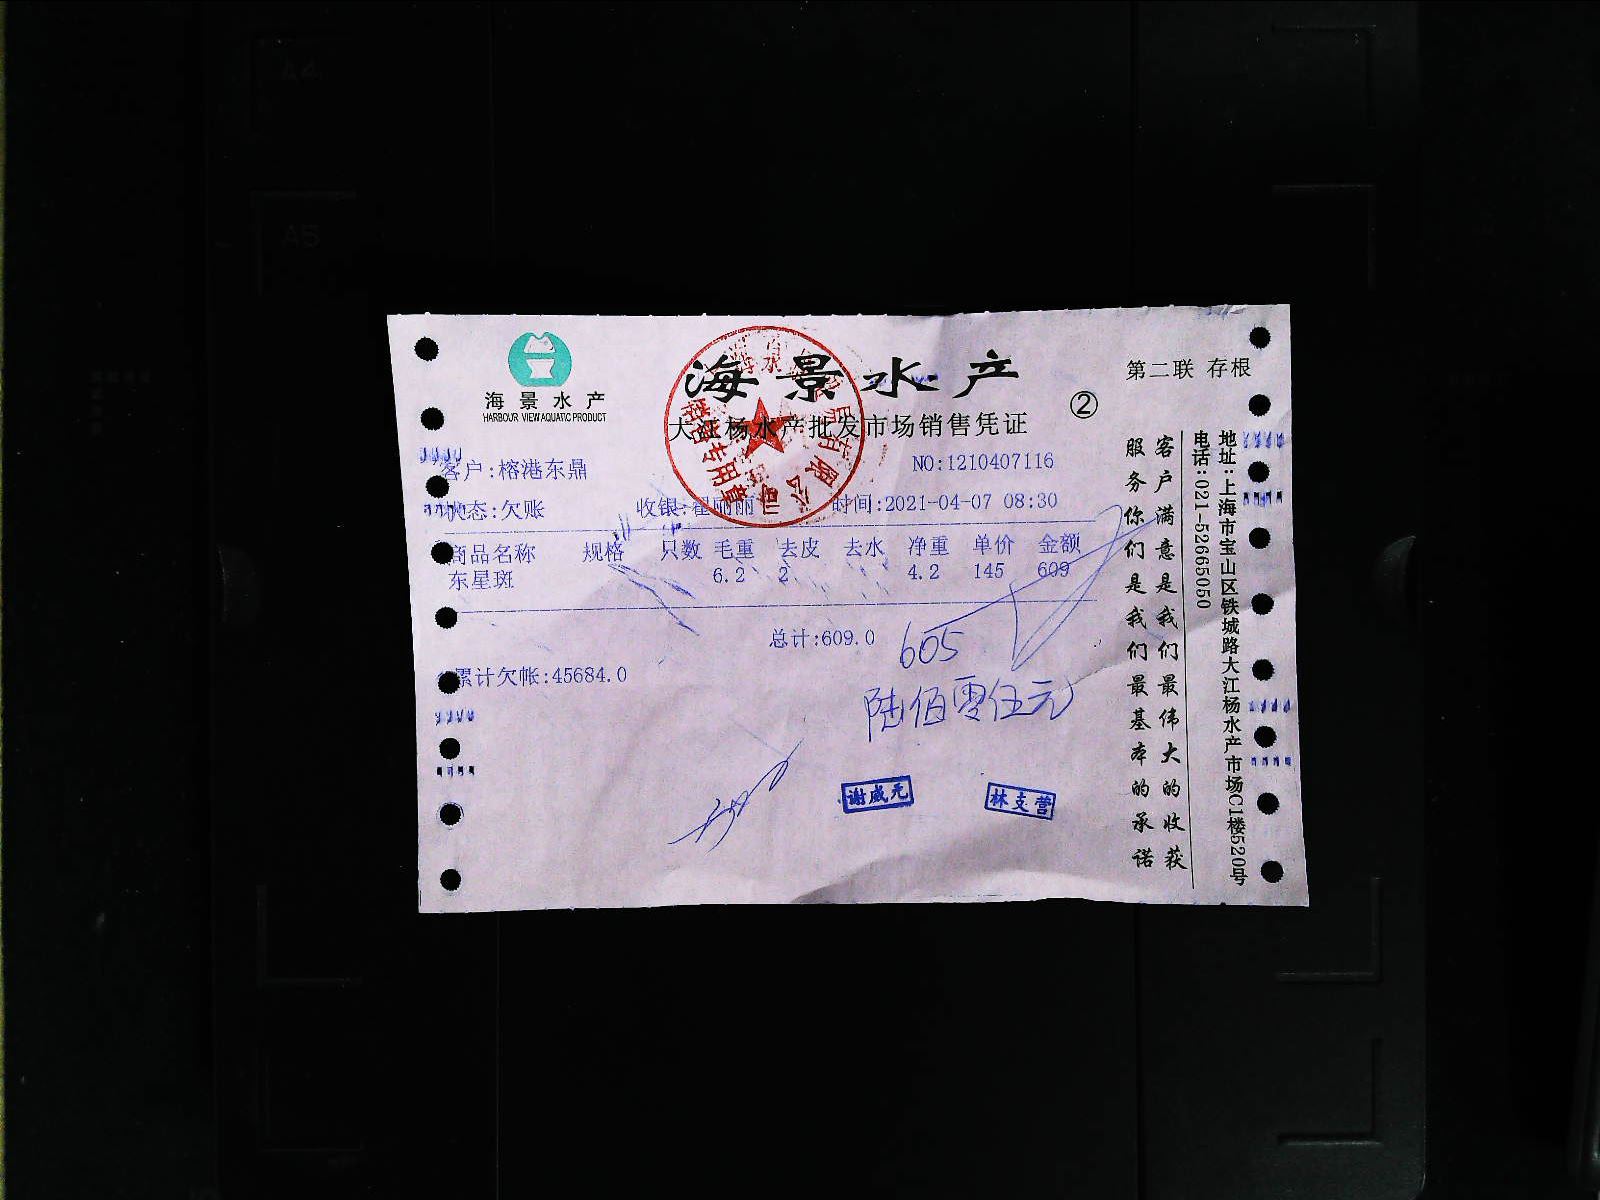 A4
A5
海景水产
HARBOUR VIEW AQUATIC PRODUCT
海景水产
大江杨水产批发市场销售凭证
②
第二联 存根
客户:榕港东鼎
NO:1210407116
状态:欠账 收银:翟丽丽 时间:2021-04-07 08:30
商品名称 规格 只数 毛重 去皮 去水 净重 单价 金额
东星斑 6.2 2 4.2 145 609
总计:609.0
605
累计欠帐:45684.0
陆佰零伍元
谢成元
林支营
客户满意是我们最伟大的收获
服务你们是我们最基本的承诺
地址:上海市宝山区铁城路大江杨水产市场C1楼520号
电话:021-52665050